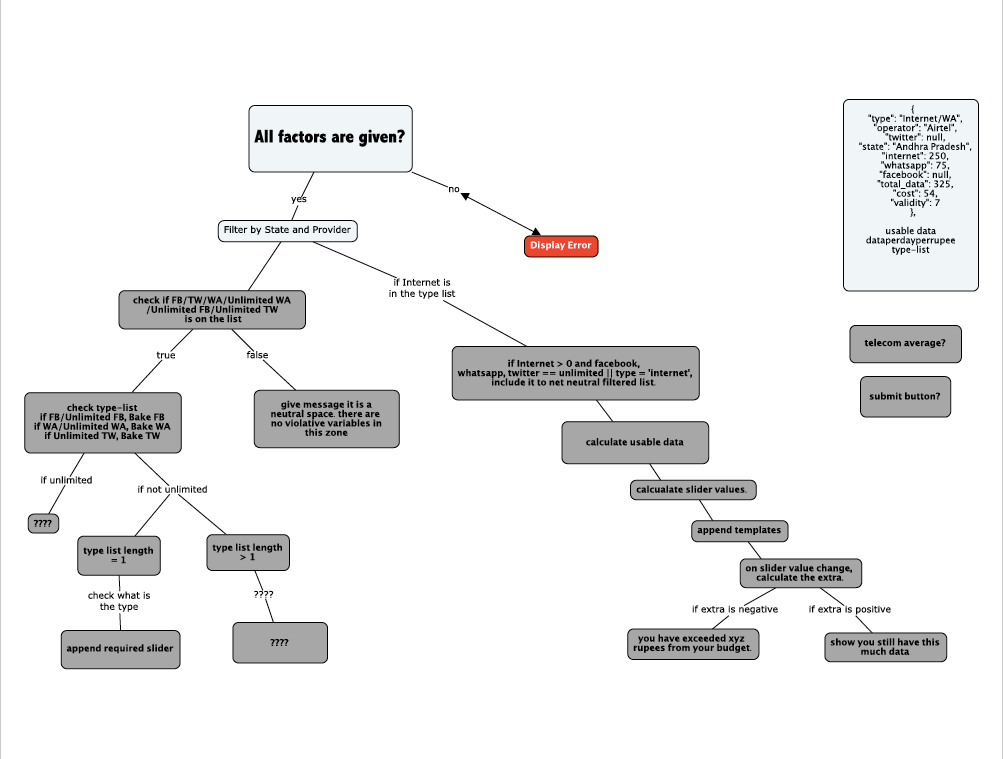 All factors are given?
{
"type": "Internet/WA",
"operator": "Airtel",
"twitter": null,
"state": "Andhra Pradesh",
"internet": 250,
"whatsapp": 75,
"facebook": null,
"total_data": 325,
"cost": 54,
"validity": 7
},
usable data
dataperdayperrupee
type-list
no
yes
Filter by State and Provider
Display Error
if Internet is
in the type list
check if FB/TW/WA/Unlimited WA
/Unlimited FB/Unlimited TW
is on the list
telecom average?
true
false
if Internet > 0 and facebook,
whatsapp, twitter == unlimited || type = 'internet',
include it to net neutral filtered list.
submit button?
check type-list
if FB/Unlimited FB, Bake FB
if WA/Unlimited WA, Bake WA
if Unlimited TW, Bake TW
give message it is a
neutral space. there are
no violative variables in
this zone
calculate usable data
if unlimited
if not unlimited
calcualate slider values.
????
append templates
type list length
= 1
type list length
> 1
on slider value change,
calculate the extra.
check what is
the type
????
if extra is negative
if extra is positive
append required slider
????
you have exceeded xyz
rupees from your budget.
show you still have this
much data